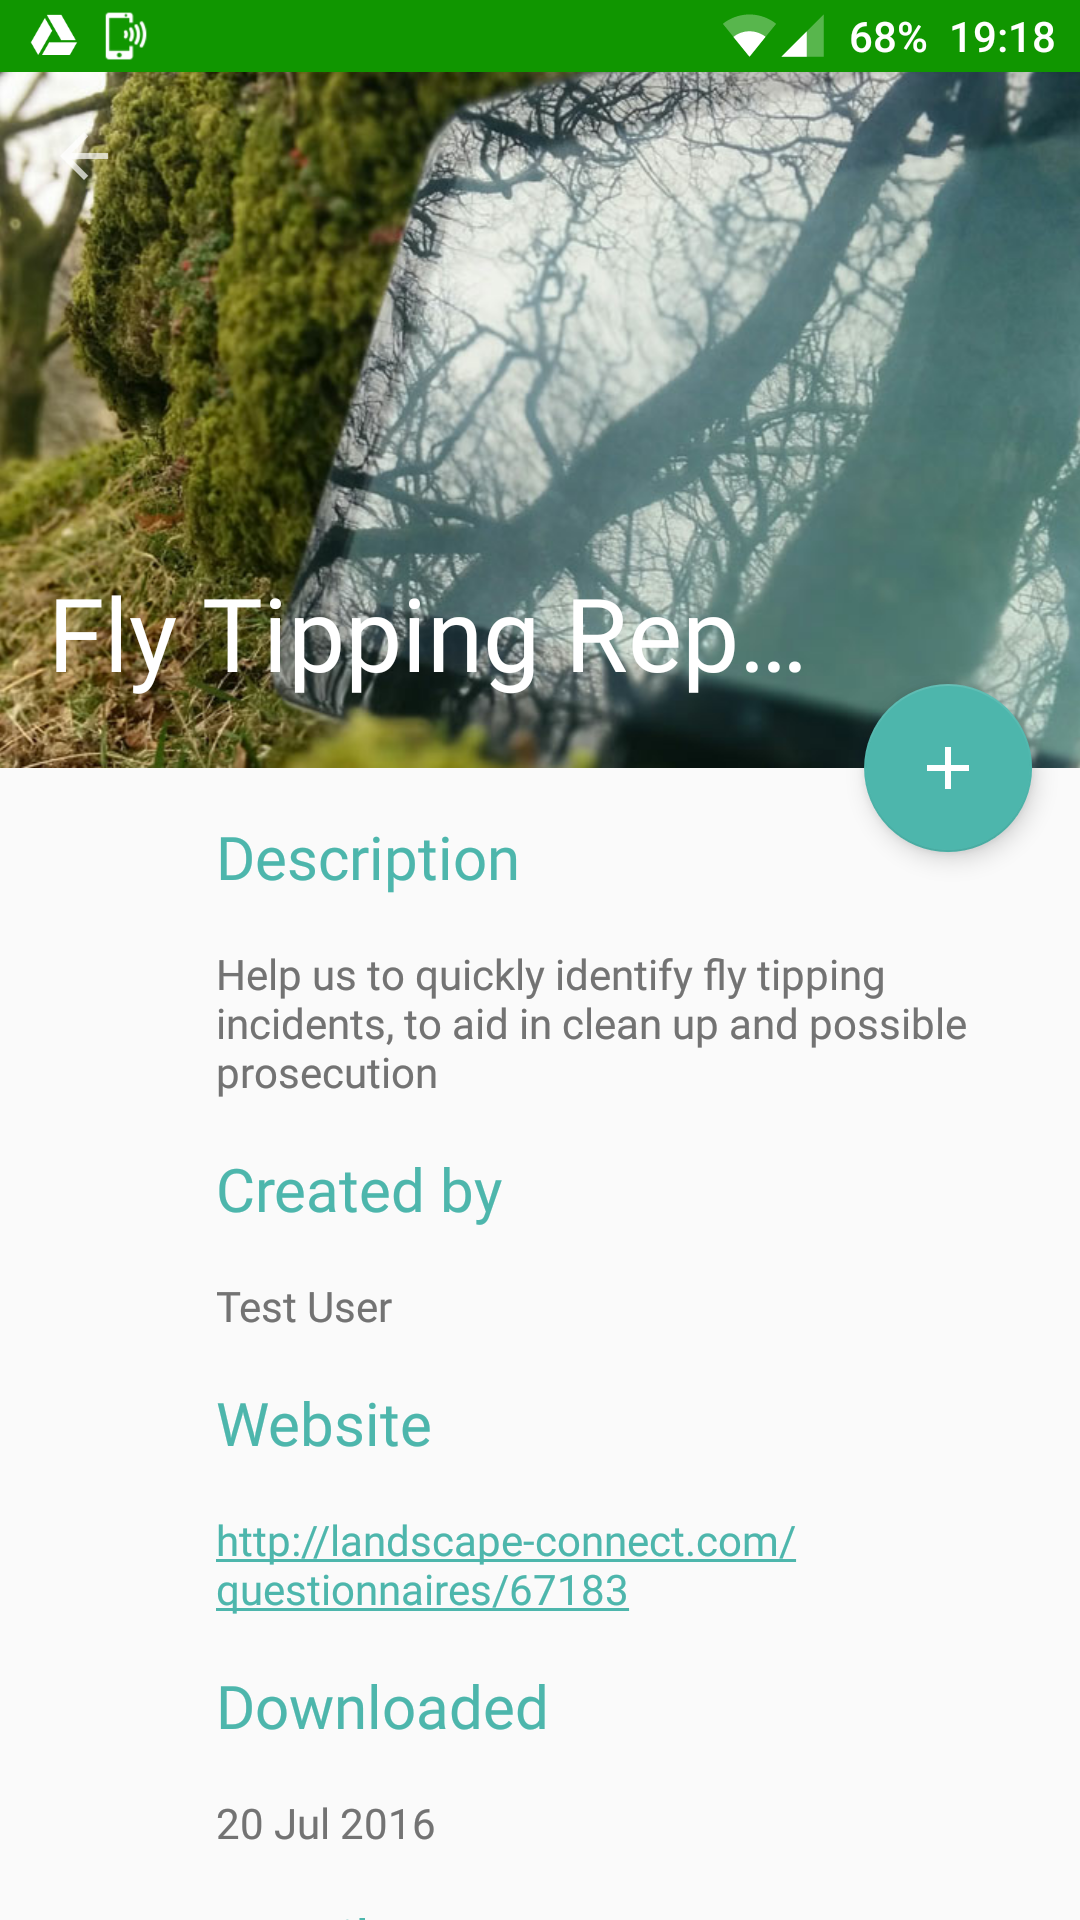 68% 19:18
Fly Tipping Rep...
Description
Help us to quickly identify fly tipping
incidents, to aid in clean up and possible
prosecution
Created by
Test User
Website
http://landscape-connect.com/
questionnaires/67183
Downloaded
20 Jul 2016